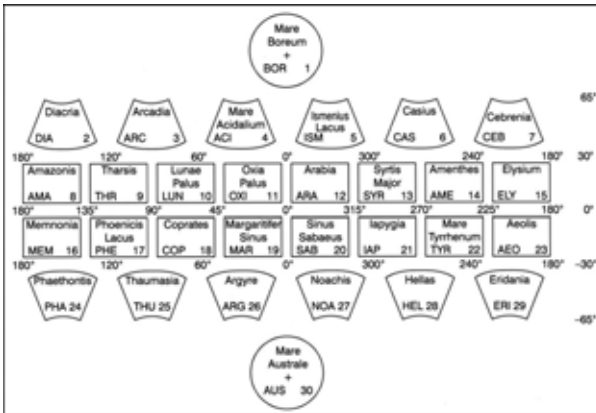 Mare
Boreum
+
BOR 1
65°
Diacria Arcadia Mare Acidalium Ismenius Lacus Casius Cebrenia
DIA 2 ARC 3 ACI 4 ISM 5 CAS 6 CEB 7
180° 120° 60° 0° 300° 240° 180° 30°
Amazonis Tharsis Lunae Palus Oxia Palus Arabia Syrtis Major Amenthes Elysium
AMA 8 THR 9 LUN 10 OXI 11 ARA 12 SYR 13 AME 14 ELY 15
180° 135° 90° 45° 0° 315° 270° 225° 180° 0°
Memnonia Phoenicis Lacus Coprates Margaritifer Sinus Sinus Sabaeus Iapygia Mare Tyrrhenum Aeolis
MEM 16 PHE 17 COP 18 MAR 19 SAB 20 IAP 21 TYR 22 AEO 23
180° 120° 60° 0° 300° 240° 180° -30°
Phaethontis Thaumasia Argyre Noachis Hellas Eridania
PHA 24 THU 25 ARG 26 NOA 27 HEL 28 ERI 29
-65°
Mare
Australe
+
AUS 30